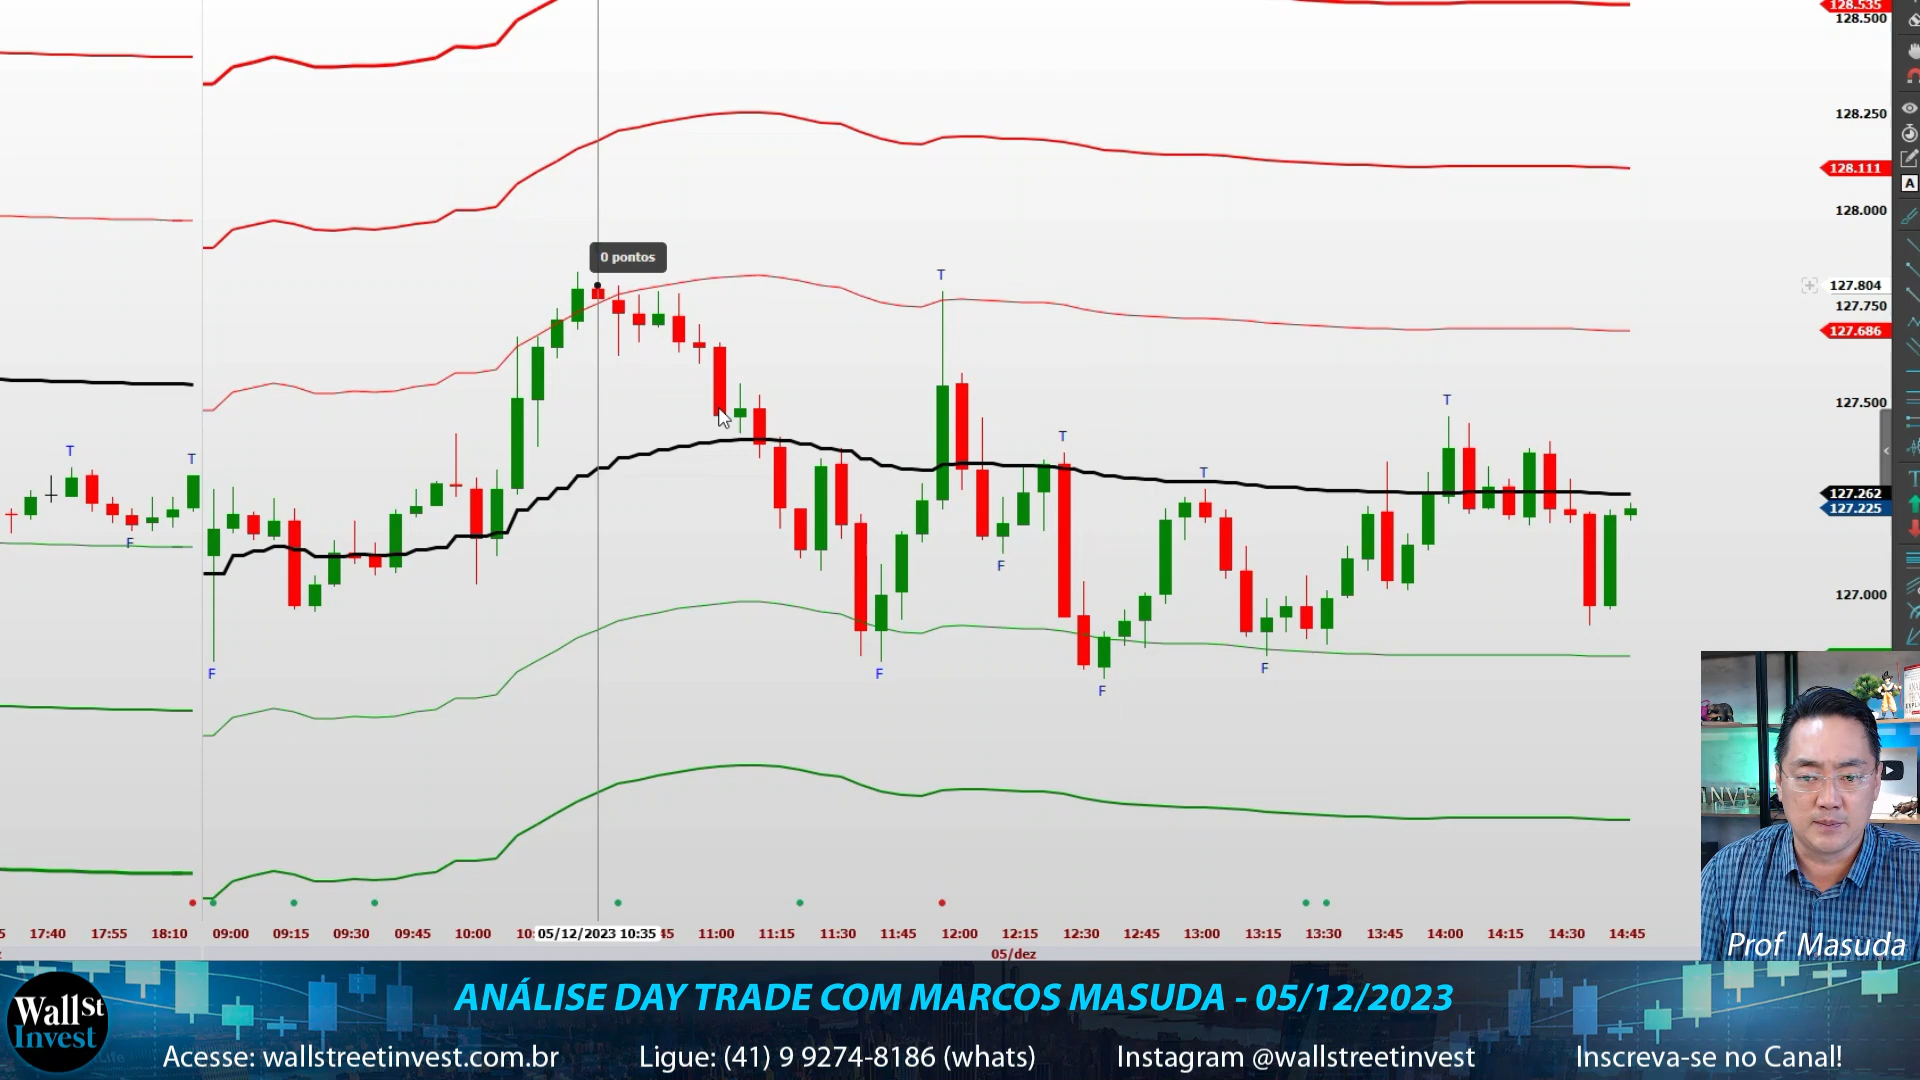 128.535
128.500
128.250
128.111
128.000
0 pontos
T
127.804
127.750
127.686
T
127.500
T
T
T
T
T
127.262
127.225
F
F
127.000
F
F
F
F
17:40 17:55 18:10 09:00 09:15 09:30 09:45 10:00 05/12/2023 10:35 11:00 11:15 11:30 11:45 12:00 12:15 12:30 12:45 13:00 13:15 13:30 13:45 14:00 14:15 14:30 14:45
05/dez
Prof Masuda
ANÁLISE DAY TRADE COM MARCOS MASUDA - 05/12/2023
Wall St
Invest
Acesse: wallstreetinvest.com.br Ligue: (41) 9 9274-8186 (whats) Instagram @wallstreetinvest Inscreva-se no Canal!